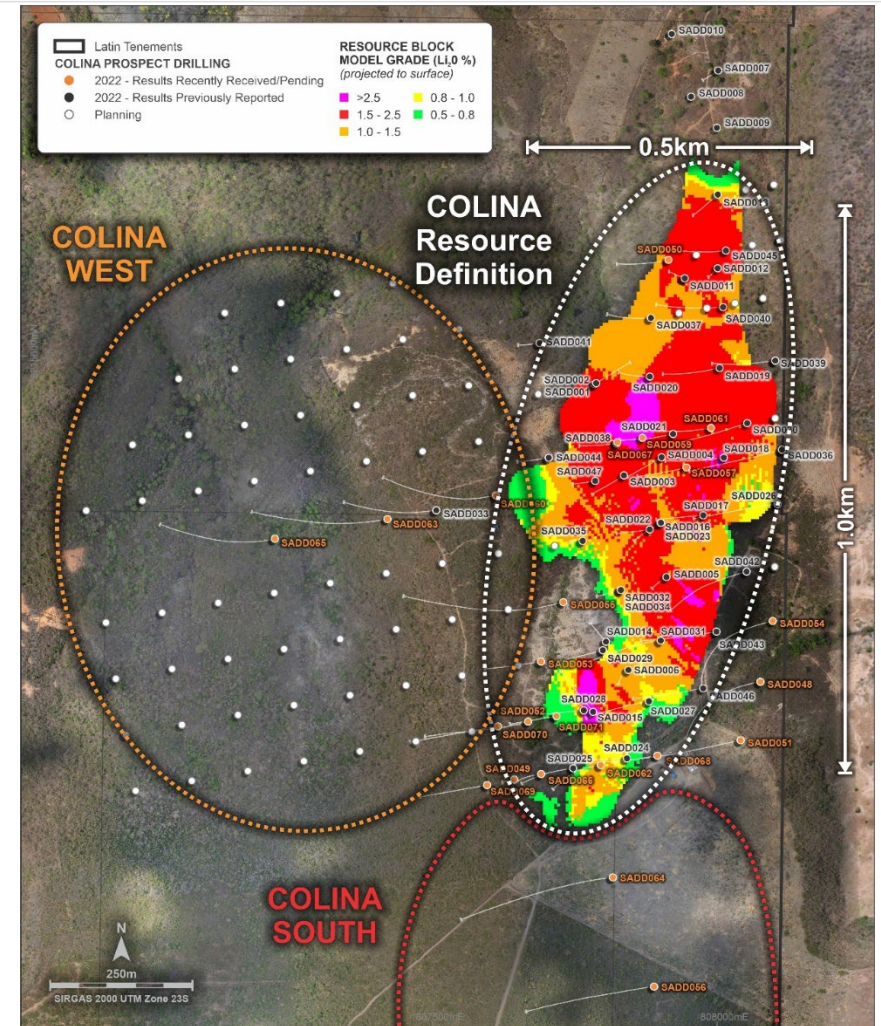 Latin Tenements
COLINA PROSPECT DRILLING
2022 - Results Recently Received/Pending
2022 - Results Previously Reported
Planning
RESOURCE BLOCK
MODEL GRADE (Li₂0 %)
(projected to surface)
>2.5
1.5 - 2.5
1.0 - 1.5
0.8 - 1.0
0.5 - 0.8
SADD010
SADD007
SADD008
SADD009
0.5km
COLINA
Resource
Definition
COLINA
WEST
SADD013
SADD050
SADD045
SADD012
SADD011
SADD037
SADD040
SADD041
SADD039
SADD002
SADD001
SADD020
SADD019
SADD061
SADD021
SADD038
SADD059
SADD067
SADD004
SADD018
SADD036
SADD044
SADD057
SADD047
SADD003
SADD026
SADD033
SADD063
SADD017
SADD022
SADD016
SADD023
SADD065
SADD035
1.0km
SADD042
SADD005
SADD032
SADD034
SADD055
SADD054
SADD014
SADD031
SADD043
SADD029
SADD053
SADD006
SADD048
SADD046
SADD028
SADD027
SADD052
SADD015
SADD071
SADD070
SADD051
SADD024
SADD025
SADD068
SADD049
SADD066
SADD062
SADD069
COLINA
SOUTH
SADD064
SADD056
N
250m
SIRGAS 2000 UTM Zone 23S
807500mE
808000mE